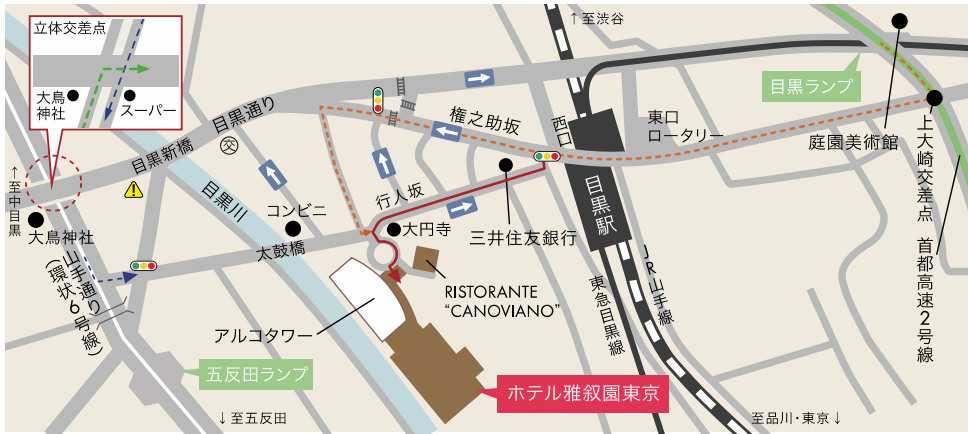 立体交差点
大鳥
神社
スーパー
↑至渋谷
目黒ランプ
目黒通り
目黒新橋
交
権之助坂
西口
東口
ロータリー
庭園美術館
上大崎交差点
首都高速2号線
↑至中目黒
大鳥神社
山手通り
(環状6号線)
目黒川
コンビニ
太鼓橋
行人坂
大円寺
三井住友銀行
目黒駅
JR山手線
東急目黒線
RISTORANTE
“CANOVIANO”
アルコタワー
五反田ランプ
ホテル雅叙園東京
↓至五反田
至品川・東京↓